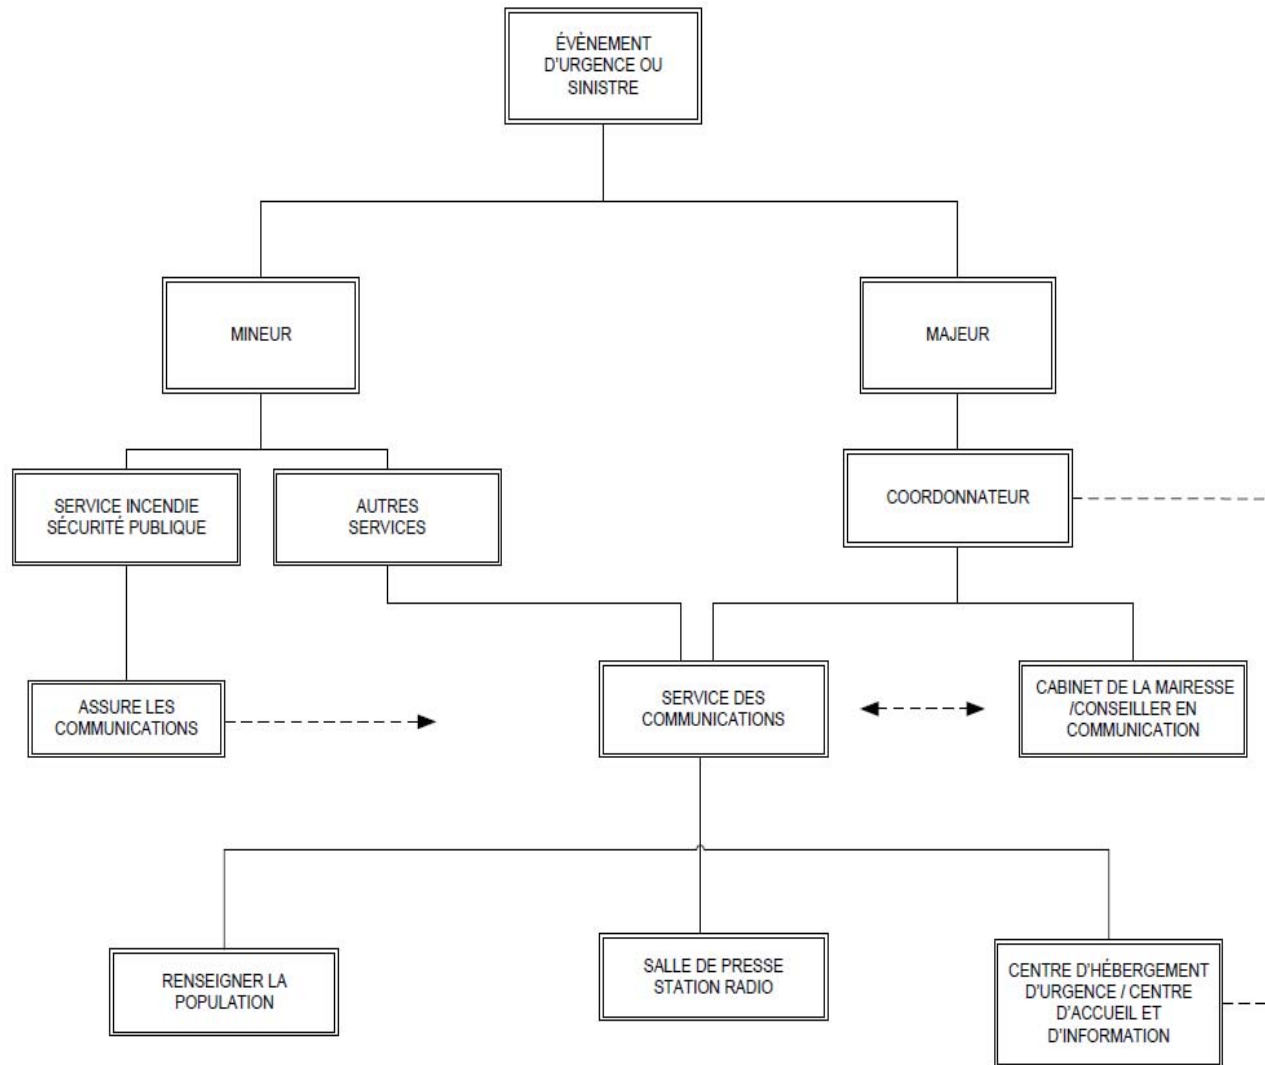 ÉVÈNEMENT
D'URGENCE OU
SINISTRE
MINEUR
MAJEUR
SERVICE INCENDIE
SÉCURITÉ PUBLIQUE
AUTRES
SERVICES
COORDONNATEUR
ASSURE LES
COMMUNICATIONS
SERVICE DES
COMMUNICATIONS
CABINET DE LA MAIRESSE
/CONSEILLER EN
COMMUNICATION
RENSEIGNER LA
POPULATION
SALLE DE PRESSE
STATION RADIO
CENTRE D'HÉBERGEMENT
D'URGENCE / CENTRE
D'ACCUEIL ET
D'INFORMATION